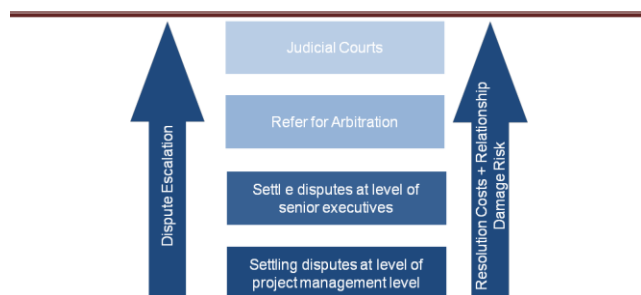 Judicial Courts
Refer for Arbitration
Settl e disputes at level of
senior executives
Settling disputes at level of
project management level
Dispute Escalation
Resolution Costs + Relationship
Damage Risk